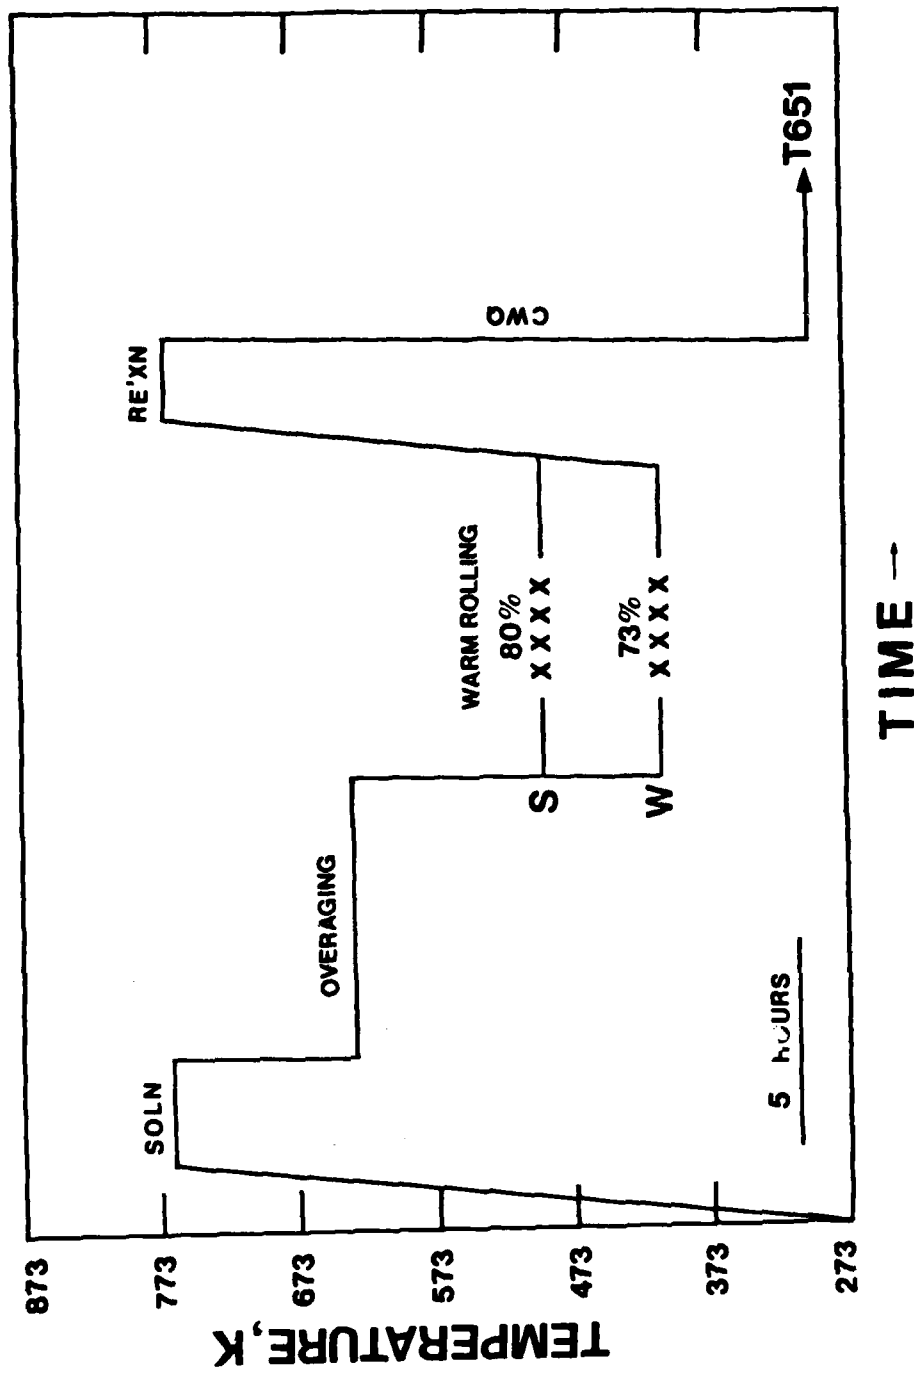 TEMPERATURE, K
873
773
673
573
473
373
273
SOLN
OVERAGING
S
W
WARM ROLLING
80%
X X X X
73%
X X X X
RE'XN
CWQ
T651
5 hOURS
TIME →